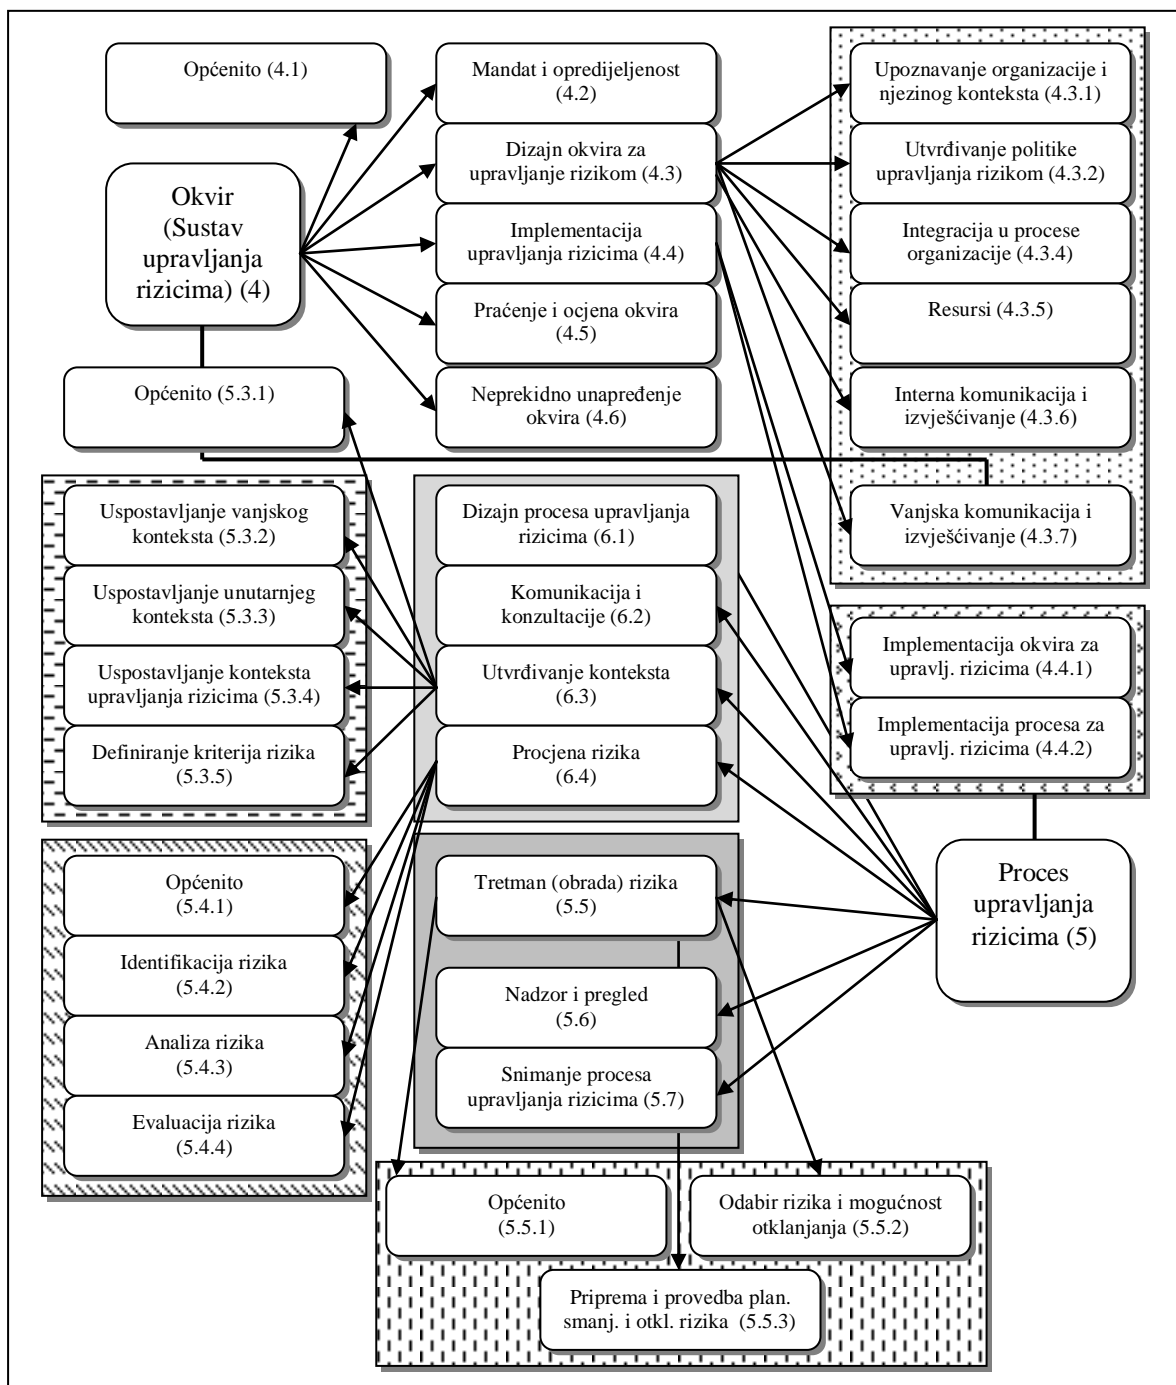 Općenito (4.1)
Mandat i opredijeljenost
(4.2)
Upoznavanje organizacije i
njezinog konteksta (4.3.1)
Okvir
(Sustav
upravljanja
rizicima) (4)
Dizajn okvira za
upravljanje rizikom (4.3)
Utvrđivanje politike
upravljanja rizikom (4.3.2)
Implementacija
upravljanja rizicima (4.4)
Integracija u procese
organizacije (4.3.4)
Praćenje i ocjena okvira
(4.5)
Resursi (4.3.5)
Općenito (5.3.1)
Neprekidno unapređenje
okvira (4.6)
Interna komunikacija i
izvješćivanje (4.3.6)
Uspostavljanje vanjskog
konteksta (5.3.2)
Dizajn procesa upravljanja
rizicima (6.1)
Vanjska komunikacija i
izvješćivanje (4.3.7)
Uspostavljanje unutarnjeg
konteksta (5.3.3)
Komunikacija i
konzultacije (6.2)
Implementacija okvira za
upravlj. rizicima (4.4.1)
Uspostavljanje konteksta
upravljanja rizicima (5.3.4)
Utvrđivanje konteksta
(6.3)
Implementacija procesa za
upravlj. rizicima (4.4.2)
Definiranje kriterija rizika
(5.3.5)
Procjena rizika
(6.4)
Općenito
(5.4.1)
Tretman (obrada) rizika
(5.5)
Proces
upravljanja
rizicima (5)
Identifikacija rizika
(5.4.2)
Nadzor i pregled
(5.6)
Analiza rizika
(5.4.3)
Snimanje procesa
upravljanja rizicima (5.7)
Evaluacija rizika
(5.4.4)
Općenito
(5.5.1)
Odabir rizika i mogućnost
otklanjanja (5.5.2)
Priprema i provedba plan.
smanj. i otkl. rizika (5.5.3)